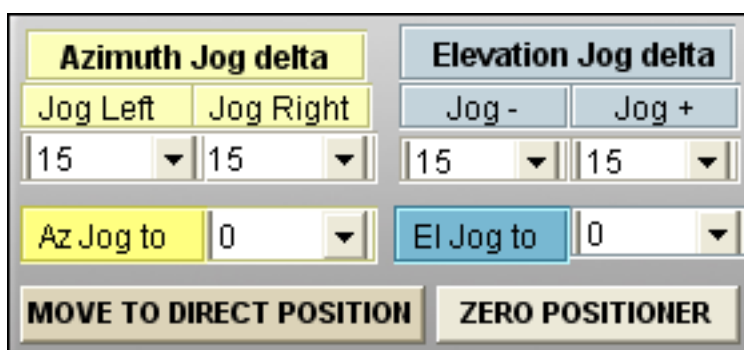 Azimuth Jog delta Elevation Jog delta
Jog Left Jog Right Jog - Jog +
15 15 15 15
Az Jog to 0 El Jog to 0
MOVE TO DIRECT POSITION ZERO POSITIONER